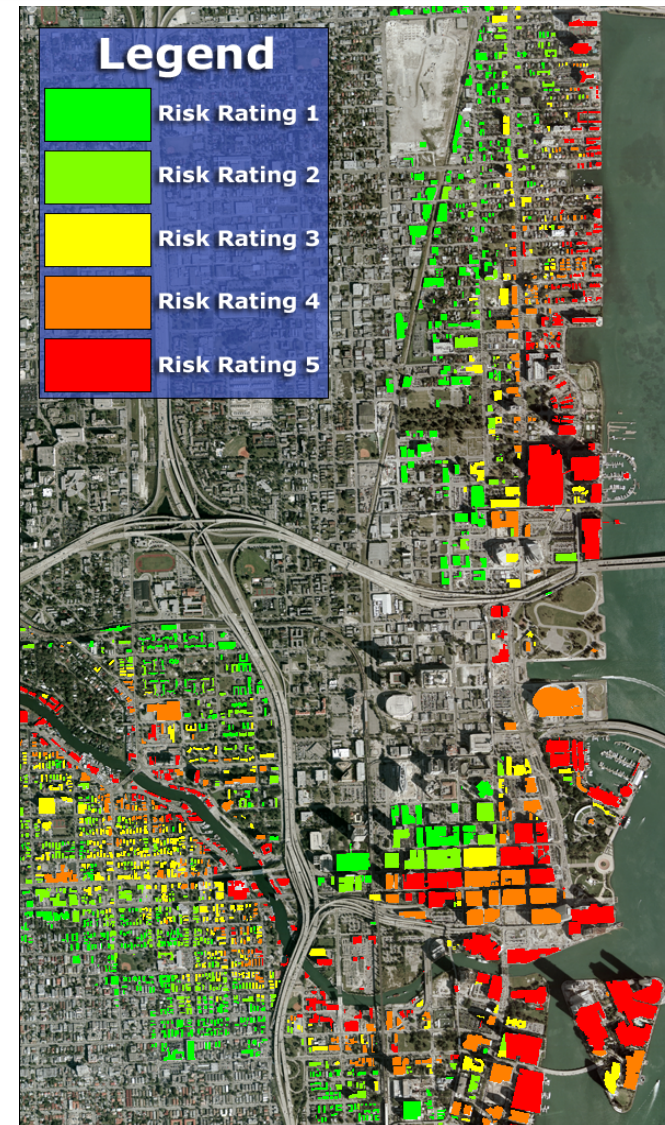 Legend
Risk Rating 1
Risk Rating 2
Risk Rating 3
Risk Rating 4
Risk Rating 5